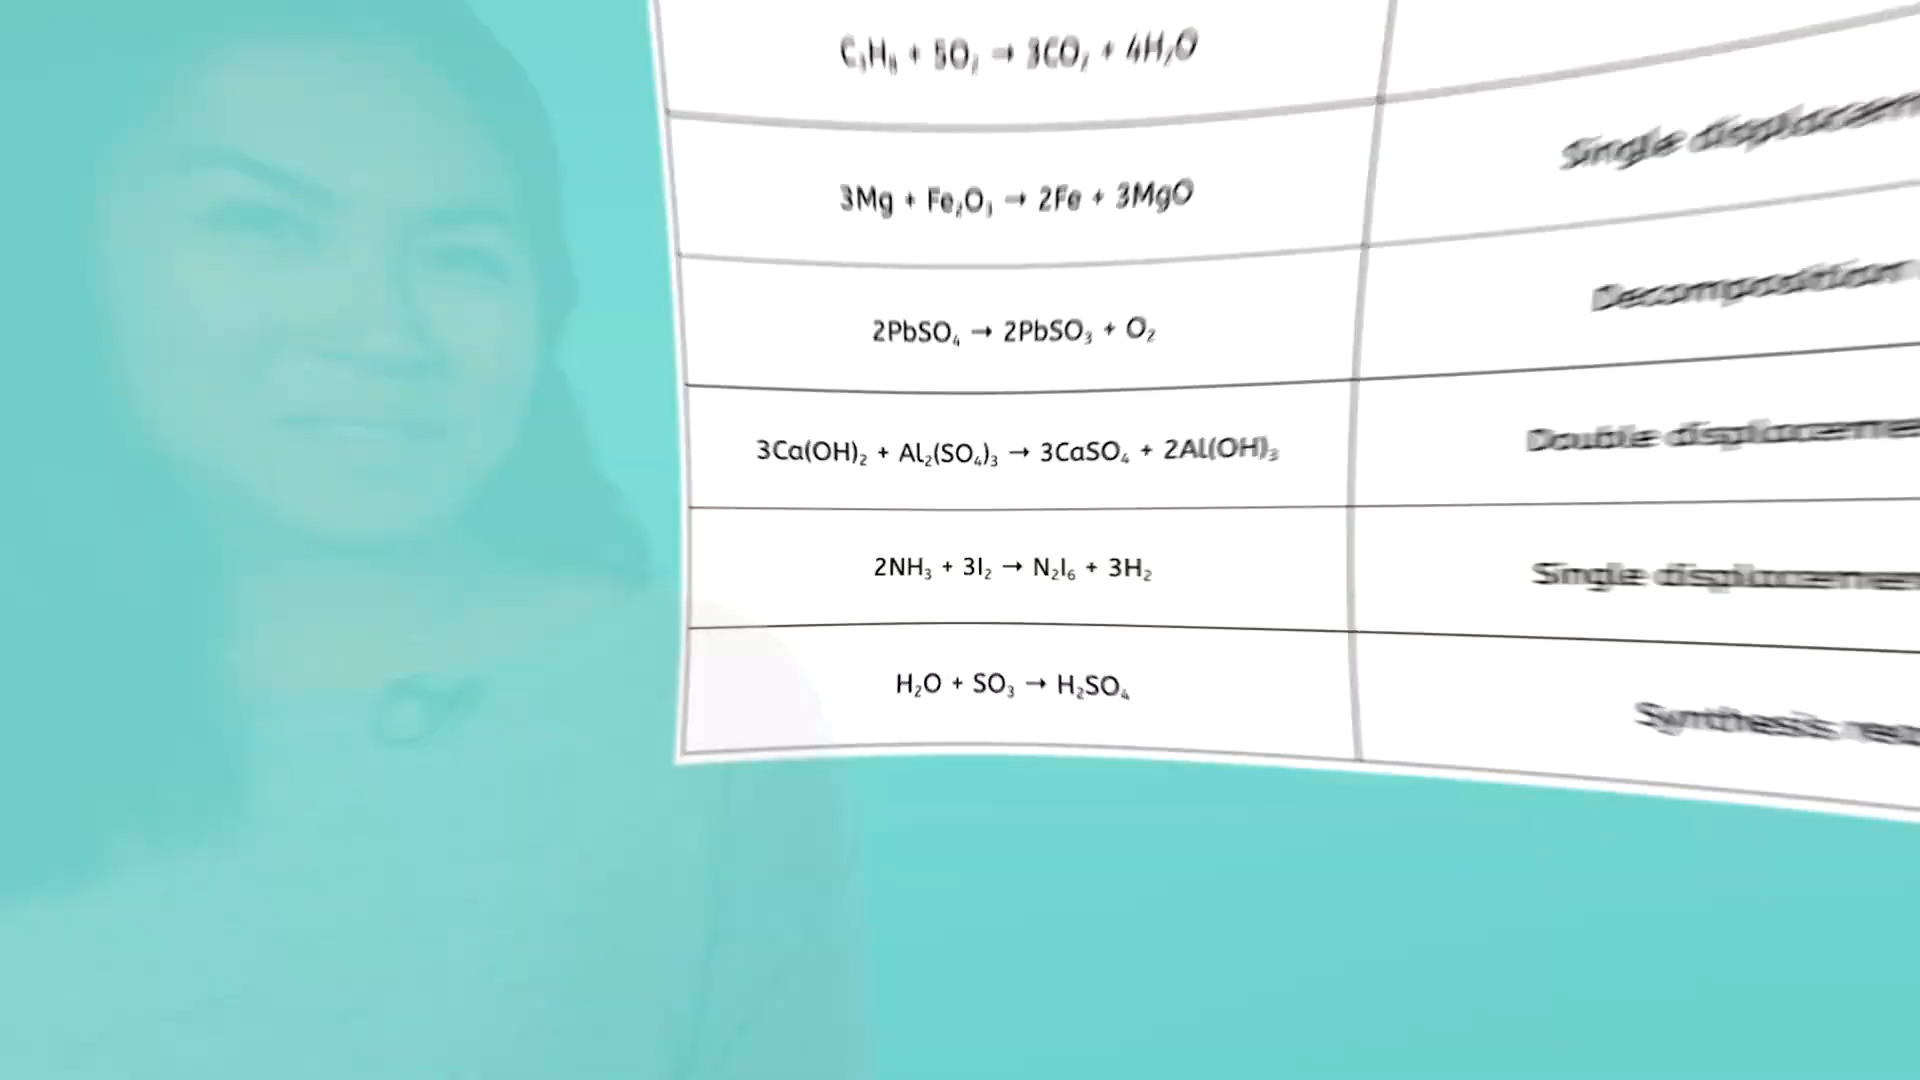 C₃H₈ + 5O₂ → 3CO₂ + 4H₂O
3Mg + Fe₂O₃ → 2Fe + 3MgO
Single displacem
2PbSO₄ → 2PbSO₃ + O₂
Decomposition
3Ca(OH)₂ + Al₂(SO₄)₃ → 3CaSO₄ + 2Al(OH)₃
Double displaceme
2NH₃ + 3I₂ → N₂I₆ + 3H₂
Single displacemen
H₂O + SO₃ → H₂SO₄
Synthesis rea